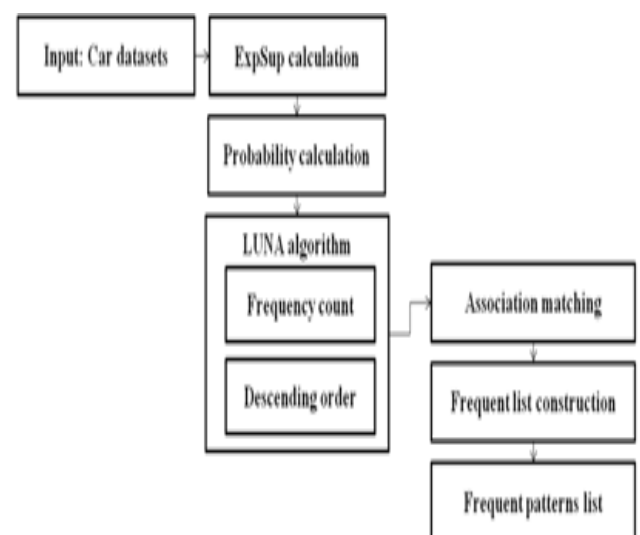 Input: Car datasets
ExpSup calculation
Probability calculation
LUNA algorithm
Frequency count
Descending order
Association matching
Frequent list construction
Frequent patterns list